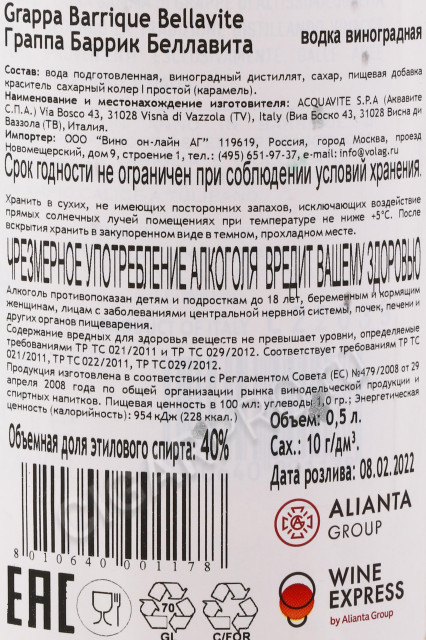 Grappa Barrique Bellavite
Граппа Баррик Беллавита
водка виноградная
Состав: вода подготовленная, виноградный дистиллят, сахар, пищевая добавка
краситель сахарный колер I простой (карамель).
Наименование и местонахождение изготовителя: ACQUAVITE S.P.A (Аквавите
С.П.А.) Via Bosco 43, 31028 Visnà di Vazzola (TV), Italy (Виа Боско 43, 31028 Висна ди
Ваззола (ТВ), Италия.
Импортер: ООО "Вино он-лайн АГ" 119619, Россия, город Москва, проезд
Новомещерский, дом 9, строение 1, тел.: (495) 651-97-37, e-mail: info@volag.ru
Срок годности не ограничен при соблюдении условий хранения.
Хранить в сухих, не имеющих посторонних запахов, исключающих воздействие
прямых солнечных лучей помещениях при температуре не ниже +5°С. После
вскрытия хранить в закупоренном виде в темном, прохладном месте.
ЧРЕЗМЕРНОЕ УПОТРЕБЛЕНИЕ АЛКОГОЛЯ ВРЕДИТ ВАШЕМУ ЗДОРОВЬЮ
Алкоголь противопоказан детям и подросткам до 18 лет, беременным и кормящим
женщинам, лицам с заболеваниями центральной нервной системы, почек, печени и
других органов пищеварения.
Содержание вредных для здоровья веществ не превышает уровни, определяемые
требованиями ТР ТС 021/2011 и ТР ТС 029/2012. Соответствует требованиям ТР ТС
021/2011, ТР ТС 022/2011, ТР ТС 029/2012.
Продукция изготовлена в соответствии с Регламентом Совета (ЕС) №479/2008 от 29
апреля 2008 года по общей организации рынка винодельческой продукции и
спиртных напитков. Пищевая ценность в 100 мл: углеводы 1,0 гр.; Энергетическая
ценность (калорийность): 954 кДж (228 ккал.)
Объем: 0,5 л.
Объемная доля этилового спирта: 40%
Сах.: 10 г/дм³.
Дата розлива: 08.02.2022
8 010640 001178
ALIANTA
GROUP
EAC
70
GL
C/FOR
WINE
EXPRESS
by Alianta Group